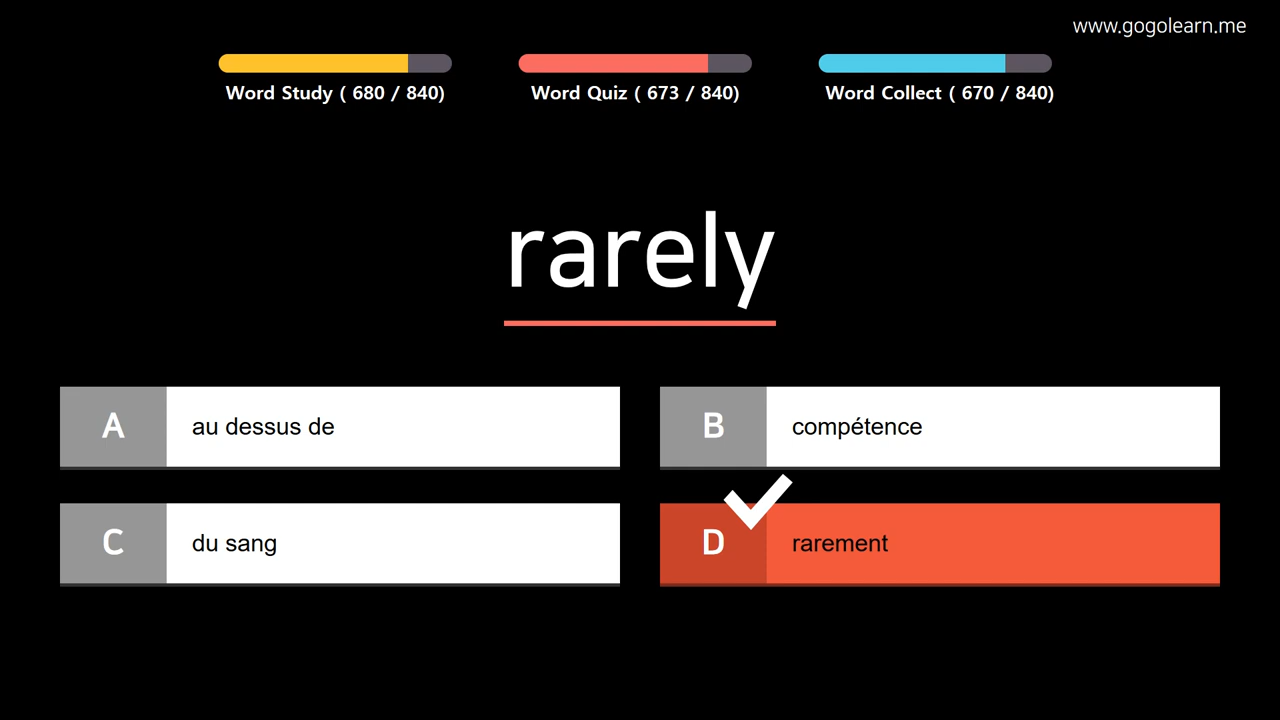 www.gogolearn.me
Word Study ( 680 / 840)
Word Quiz ( 673 / 840)
Word Collect ( 670 / 840)
rarely
A au dessus de
B compétence
C du sang
D rarement